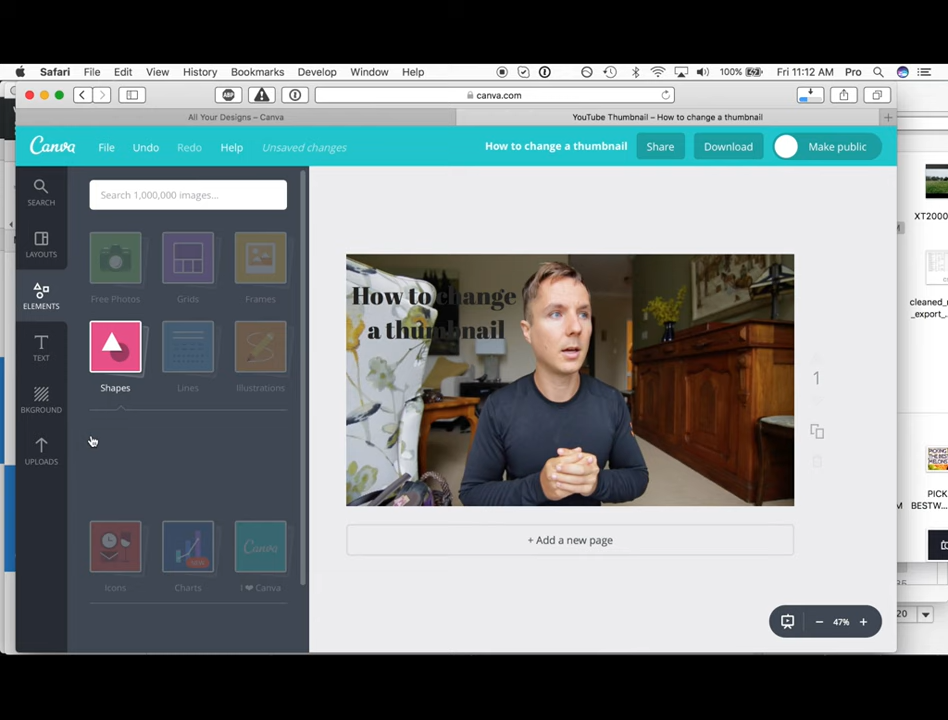 Safari File Edit View History Bookmarks Develop Window Help 100% Fri 11:12 AM Pro
ABP canva.com
All Your Designs – Canva YouTube Thumbnail – How to change a thumbnail +
Canva File Undo Redo Help Unsaved changes How to change a thumbnail Share Download Make public
Search 1,000,000 images...
SEARCH
LAYOUTS
ELEMENTS
TEXT
BKGROUND
UPLOADS
Free Photos Grids Frames
Shapes Lines Illustrations
Canva
Icons Charts I ❤ Canva
How to change
a thumbnail
1
+ Add a new page
47%
XT2000
cleaned_
_export_
PICK
BESTW
20